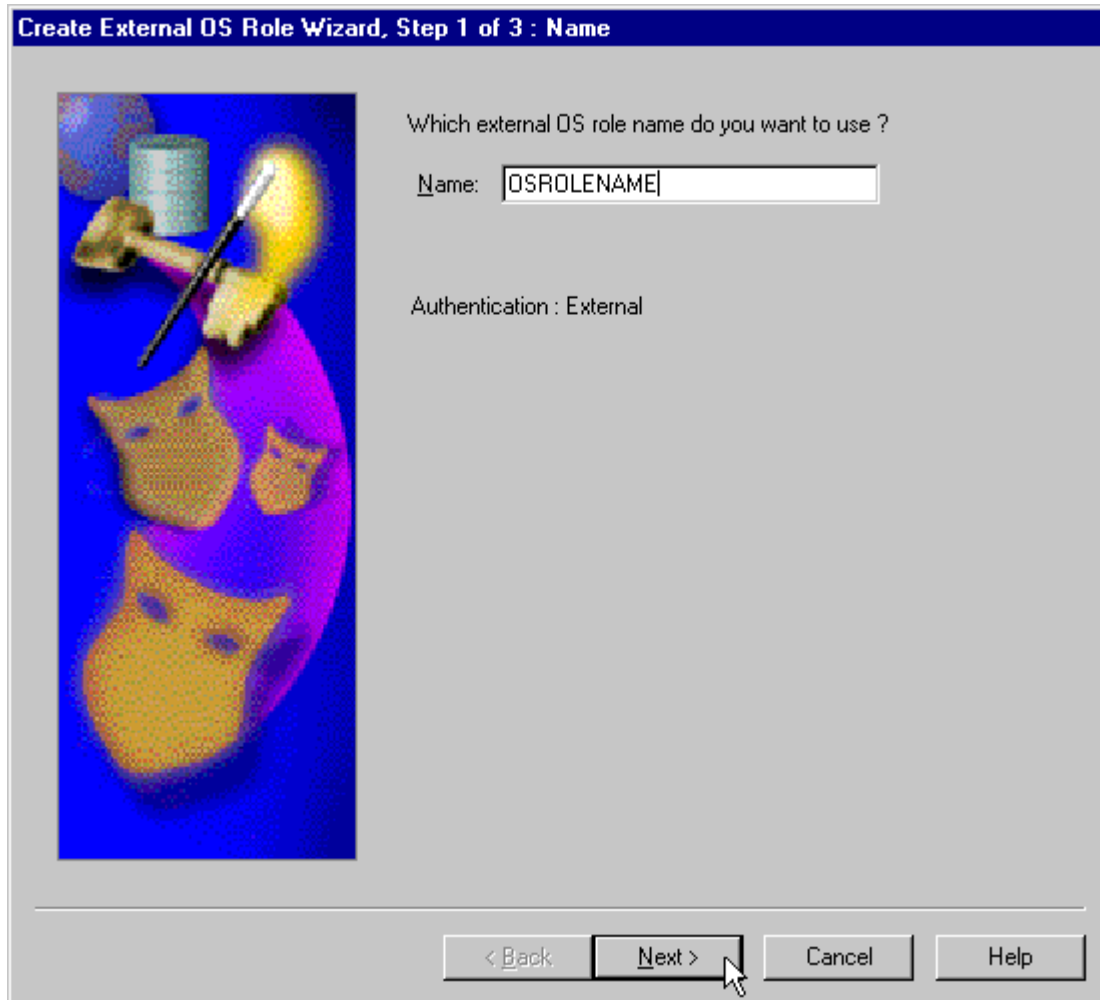 Create External OS Role Wizard, Step 1 of 3 : Name
Which external OS role name do you want to use ?
Name: OSROLENAME
Authentication : External
< Back Next > Cancel Help